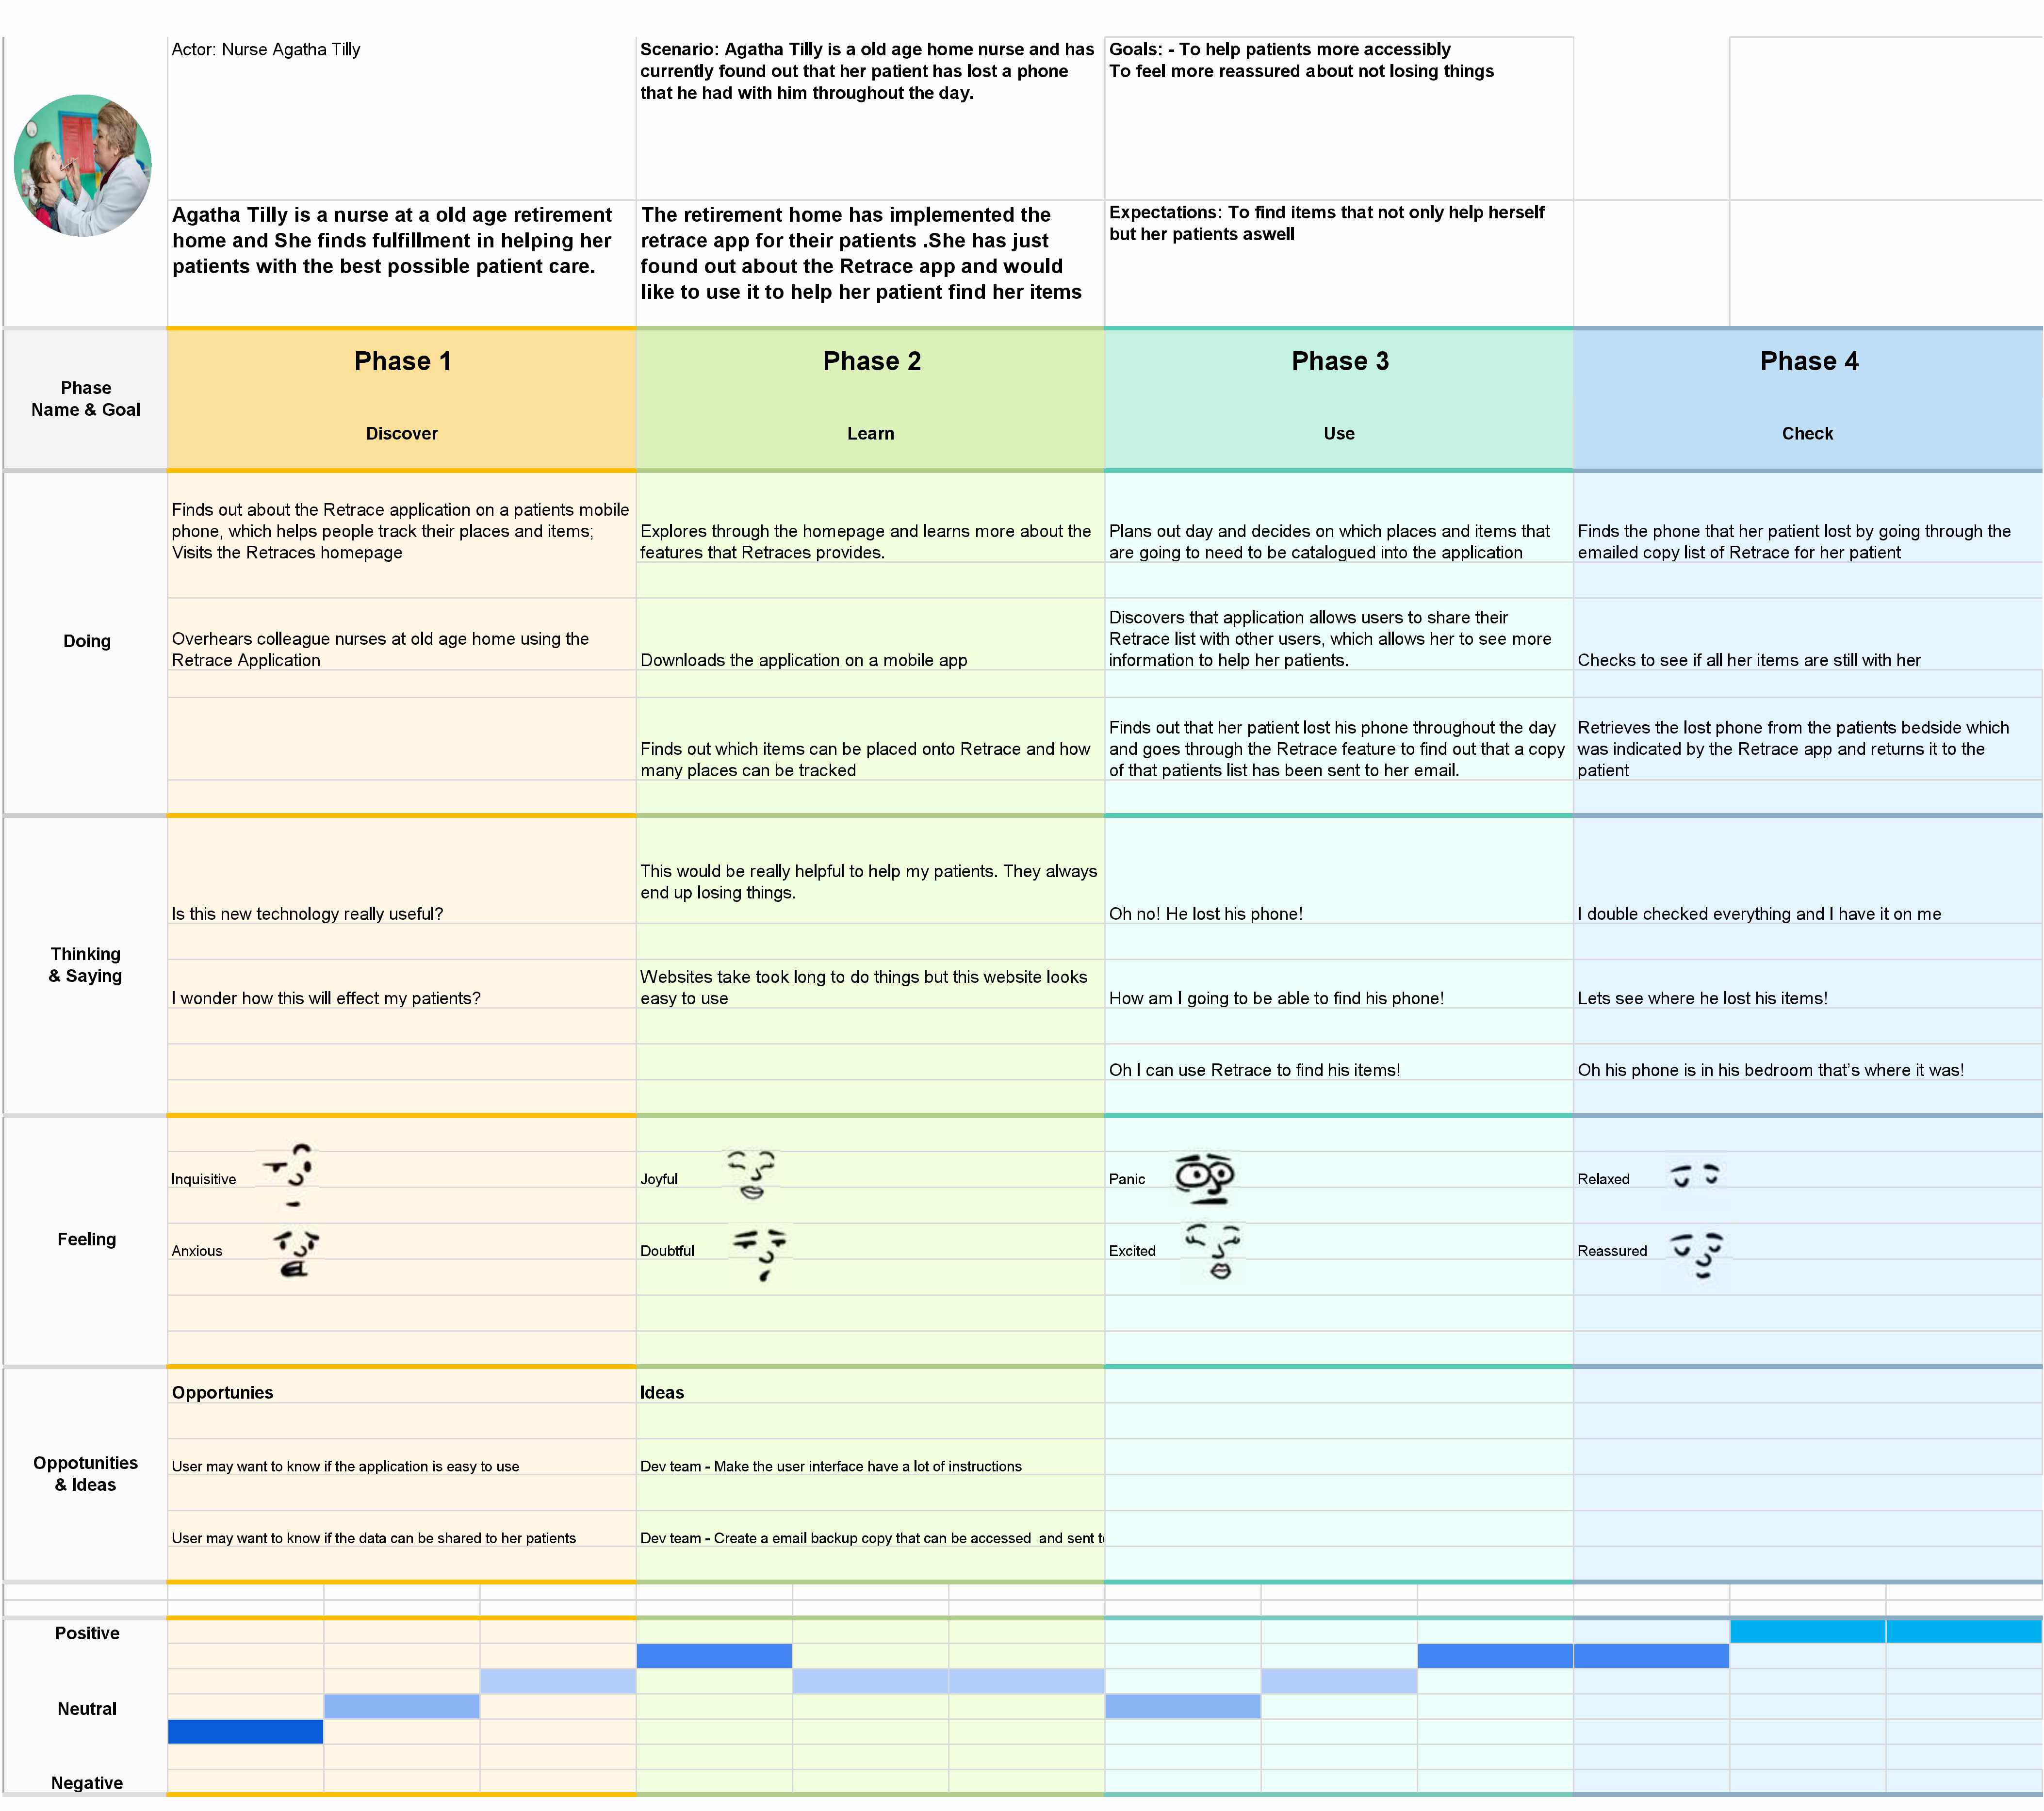 Actor: Nurse Agatha Tilly
Scenario: Agatha Tilly is a old age home nurse and has
currently found out that her patient has lost a phone
that he had with him throughout the day.
Goals: - To help patients more accessibly
To feel more reassured about not losing things
Agatha Tilly is a nurse at a old age retirement
home and She finds fulfillment in helping her
patients with the best possible patient care.
The retirement home has implemented the
retrace app for their patients .She has just
found out about the Retrace app and would
like to use it to help her patient find her items
Expectations: To find items that not only help herself
but her patients aswell
Phase
Name & Goal
Phase 1
Discover
Phase 2
Learn
Phase 3
Use
Phase 4
Check
Doing
Finds out about the Retrace application on a patients mobile
phone, which helps people track their places and items;
Visits the Retraces homepage
Explores through the homepage and learns more about the
features that Retraces provides.
Plans out day and decides on which places and items that
are going to need to be catalogued into the application
Finds the phone that her patient lost by going through the
emailed copy list of Retrace for her patient
Overhears colleague nurses at old age home using the
Retrace Application
Downloads the application on a mobile app
Discovers that application allows users to share their
Retrace list with other users, which allows her to see more
information to help her patients.
Checks to see if all her items are still with her
Finds out which items can be placed onto Retrace and how
many places can be tracked
Finds out that her patient lost his phone throughout the day
and goes through the Retrace feature to find out that a copy
of that patients list has been sent to her email.
Retrieves the lost phone from the patients bedside which
was indicated by the Retrace app and returns it to the
patient
Thinking
& Saying
Is this new technology really useful?
This would be really helpful to help my patients. They always
end up losing things.
Oh no! He lost his phone!
I double checked everything and I have it on me
I wonder how this will effect my patients?
Websites take took long to do things but this website looks
easy to use
How am I going to be able to find his phone!
Lets see where he lost his items!
Oh I can use Retrace to find his items!
Oh his phone is in his bedroom that's where it was!
Feeling
Inquisitive
Joyful
Panic
Relaxed
Anxious
Doubtful
Excited
Reassured
Oppotunities
& Ideas
Opportunies
Ideas
User may want to know if the application is easy to use
Dev team - Make the user interface have a lot of instructions
User may want to know if the data can be shared to her patients
Dev team - Create a email backup copy that can be accessed  and sent
Positive
Neutral
Negative